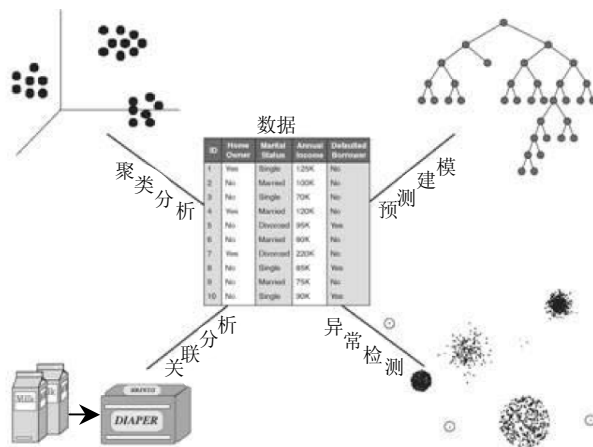 数据
ID Home Owner Marital Status Annual Income Defaulted Borrower
1 Yes Single 125K No
2 No Married 100K No
3 No Single 70K No
4 Yes Married 120K No
5 No Divorced 95K Yes
6 No Married 60K No
7 Yes Divorced 220K No
8 No Single 85K Yes
9 No Married 75K No
10 No Single 90K Yes
聚类分析
预测建模
关联分析
异常检测
Milk
DIAPER